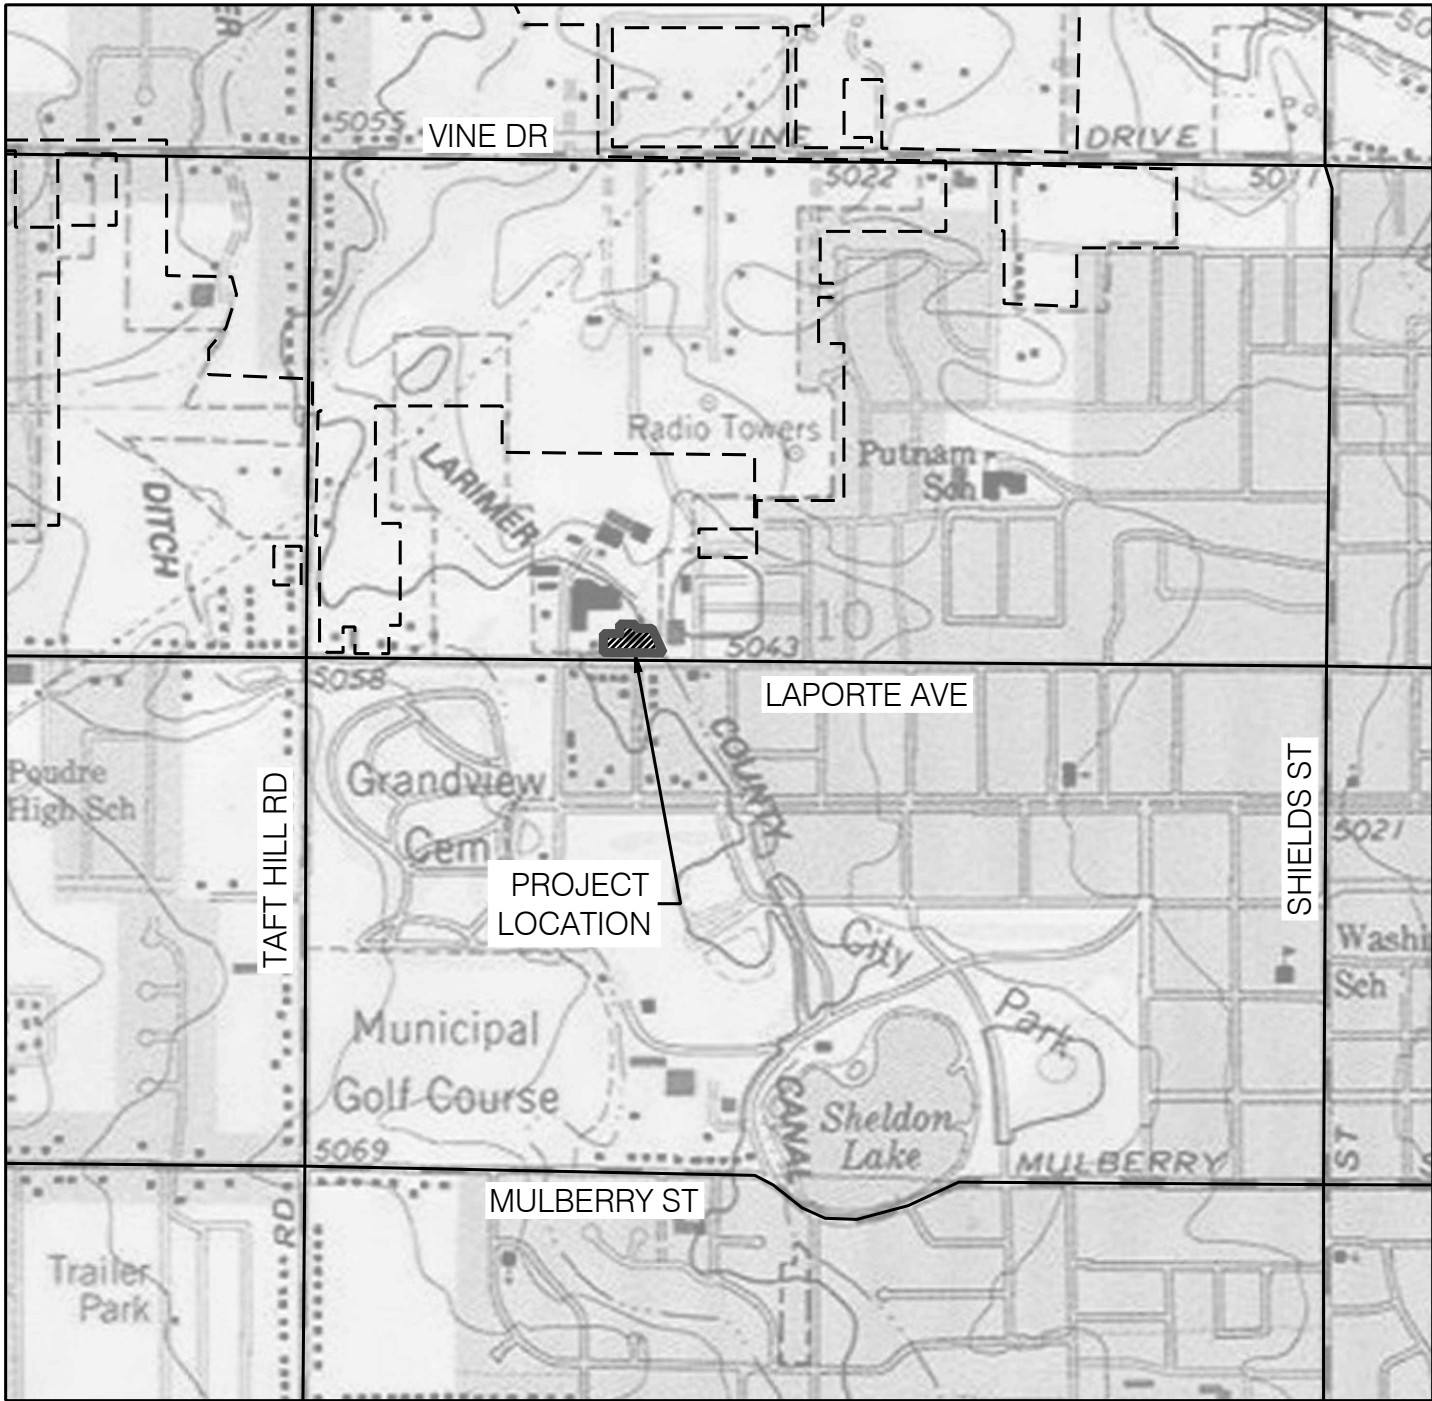 5055
VINE DR
VINE
DRIVE
5022
Radio Towers
Putnam
Sch
LARIMER
DITCH
10
5043
5058
LAPORTE AVE
COUNTY
Poudre
High Sch
Grandview
Cem
TAFT HILL RD
SHIELDS ST
5021
PROJECT
LOCATION
City
Park
Sch
Municipal
Golf Course
CANAL
Sheldon
Lake
5069
MULBERRY
ST
MULBERRY ST
RD
Trailer
Park